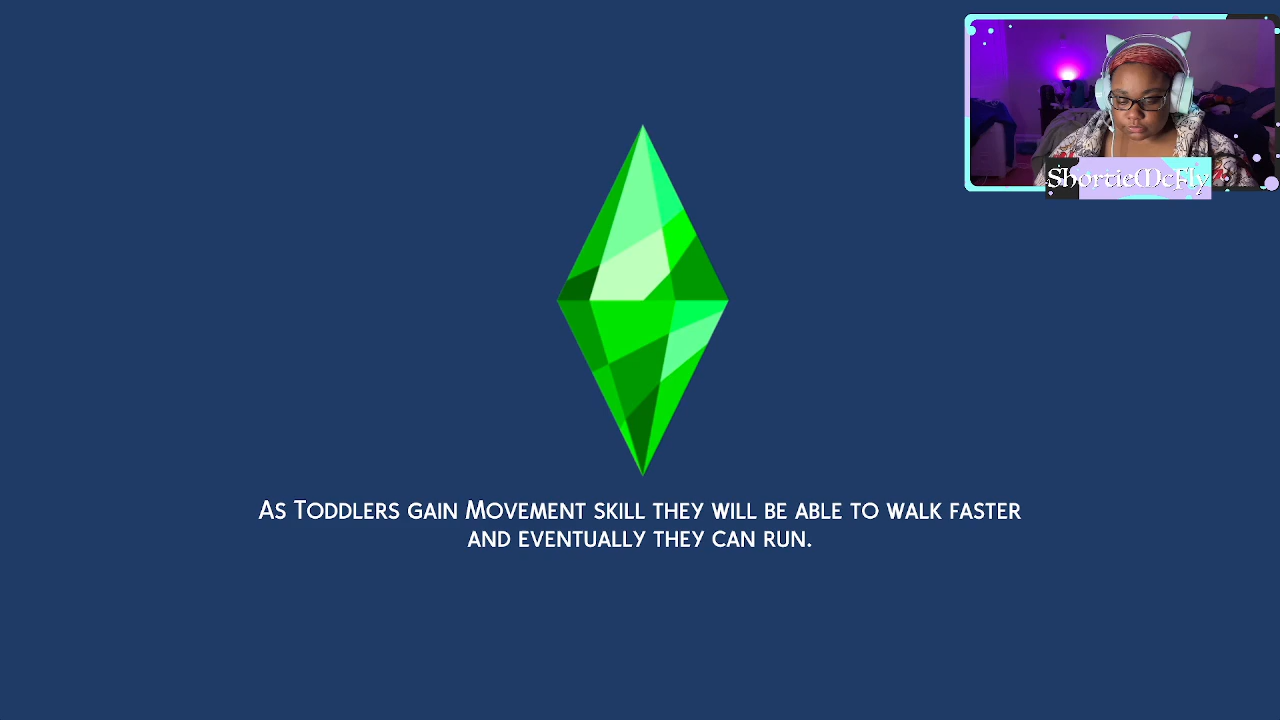 ShortieMcFly
As Toddlers gain Movement skill they will be able to walk faster
and eventually they can run.